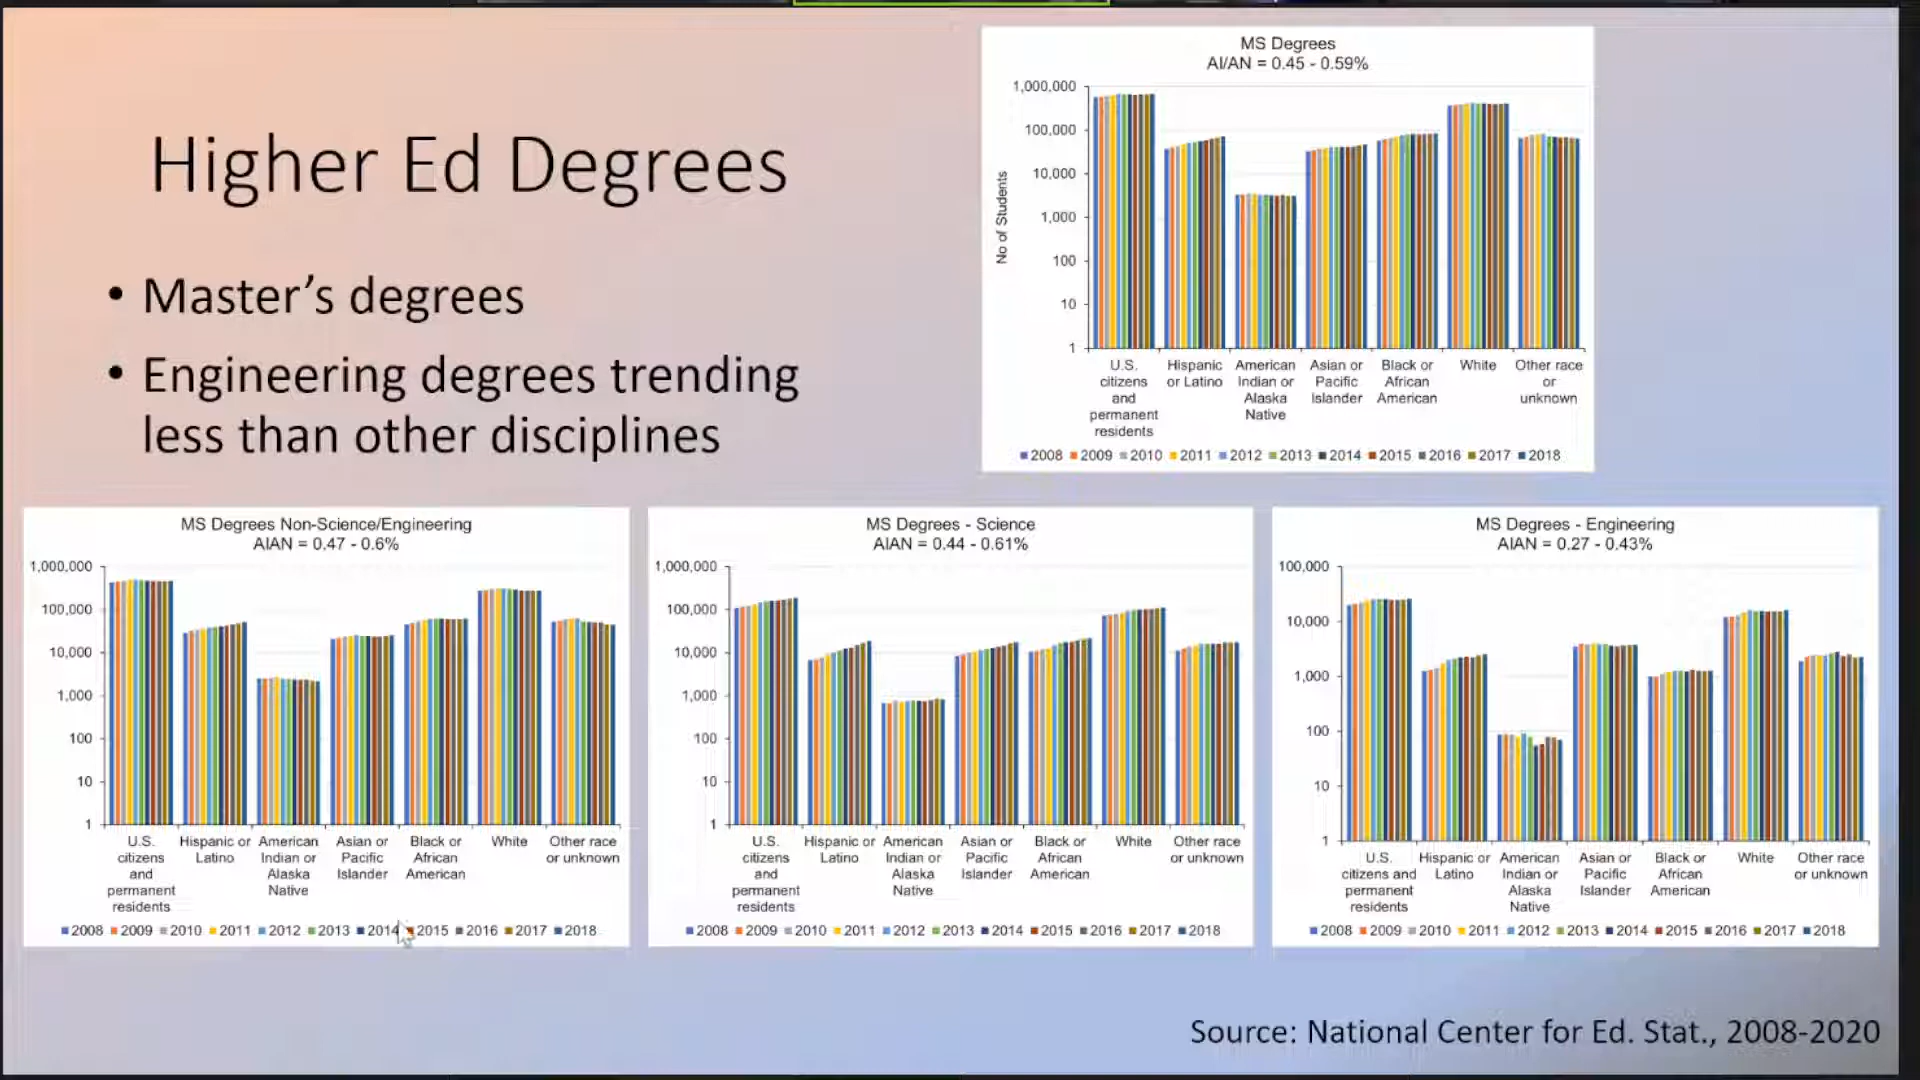 Higher Ed Degrees
• Master's degrees
• Engineering degrees trending
less than other disciplines
MS Degrees
AI/AN = 0.45 - 0.59%
No of Students
1,000,000
100,000
10,000
1,000
100
10
1
U.S. citizens and permanent residents
Hispanic or Latino
American Indian or Alaska Native
Asian or Pacific Islander
Black or African American
White
Other race or unknown
2008 2009 2010 2011 2012 2013 2014 2015 2016 2017 2018
MS Degrees Non-Science/Engineering
AIAN = 0.47 - 0.6%
1,000,000
100,000
10,000
1,000
100
10
1
U.S. citizens and permanent residents
Hispanic or Latino
American Indian or Alaska Native
Asian or Pacific Islander
Black or African American
White
Other race or unknown
2008 2009 2010 2011 2012 2013 2014 2015 2016 2017 2018
MS Degrees - Science
AIAN = 0.44 - 0.61%
1,000,000
100,000
10,000
1,000
100
10
1
U.S. citizens and permanent residents
Hispanic or Latino
American Indian or Alaska Native
Asian or Pacific Islander
Black or African American
White
Other race or unknown
2008 2009 2010 2011 2012 2013 2014 2015 2016 2017 2018
MS Degrees - Engineering
AIAN = 0.27 - 0.43%
100,000
10,000
1,000
100
10
1
U.S. citizens and permanent residents
Hispanic or Latino
American Indian or Alaska Native
Asian or Pacific Islander
Black or African American
White
Other race or unknown
2008 2009 2010 2011 2012 2013 2014 2015 2016 2017 2018
Source: National Center for Ed. Stat., 2008-2020